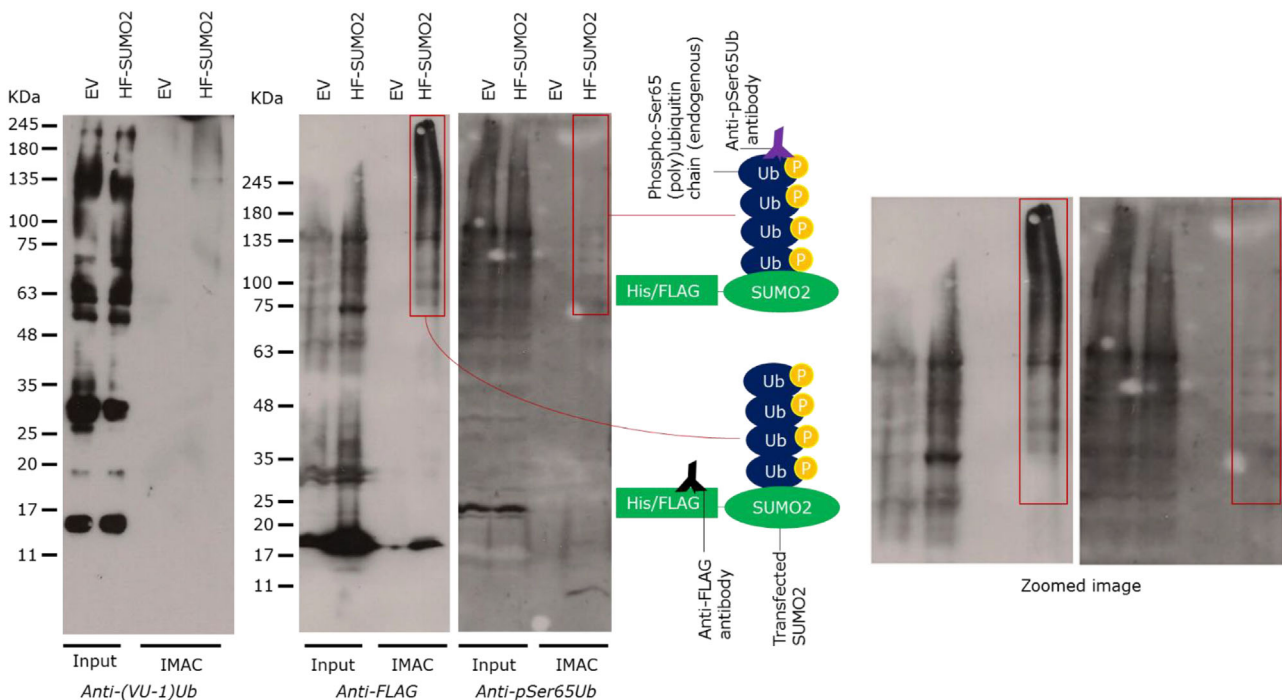 EV
HF-SUMO2
EV
HF-SUMO2
EV
HF-SUMO2
EV
HF-SUMO2
EV
HF-SUMO2
EV
HF-SUMO2
KDa
245
180
135
100
75
63
48
35
25
20
17
11
KDa
245
180
135
100
75
63
48
35
25
20
17
11
Input
IMAC
Anti-(VU-1)Ub
Input
IMAC
Anti-FLAG
Input
IMAC
Anti-pSer65Ub
Phospho-Ser65
(poly)ubiquitin
chain (endogenous)
Anti-pSer65Ub
antibody
Ub P
Ub P
Ub P
Ub P
His/FLAG
SUMO2
Ub P
Ub P
Ub P
Ub P
His/FLAG
SUMO2
Anti-FLAG
antibody
Transfected
SUMO2
Zoomed image